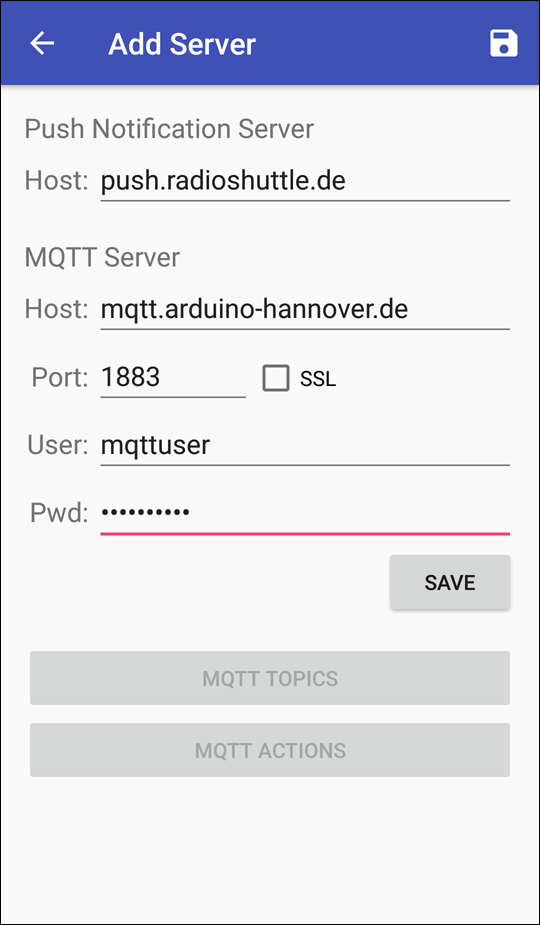 Add Server
Push Notification Server
Host: push.radioshuttle.de
MQTT Server
Host: mqtt.arduino-hannover.de
Port: 1883 SSL
User: mqttuser
Pwd: ••••••••••
SAVE
MQTT TOPICS
MQTT ACTIONS